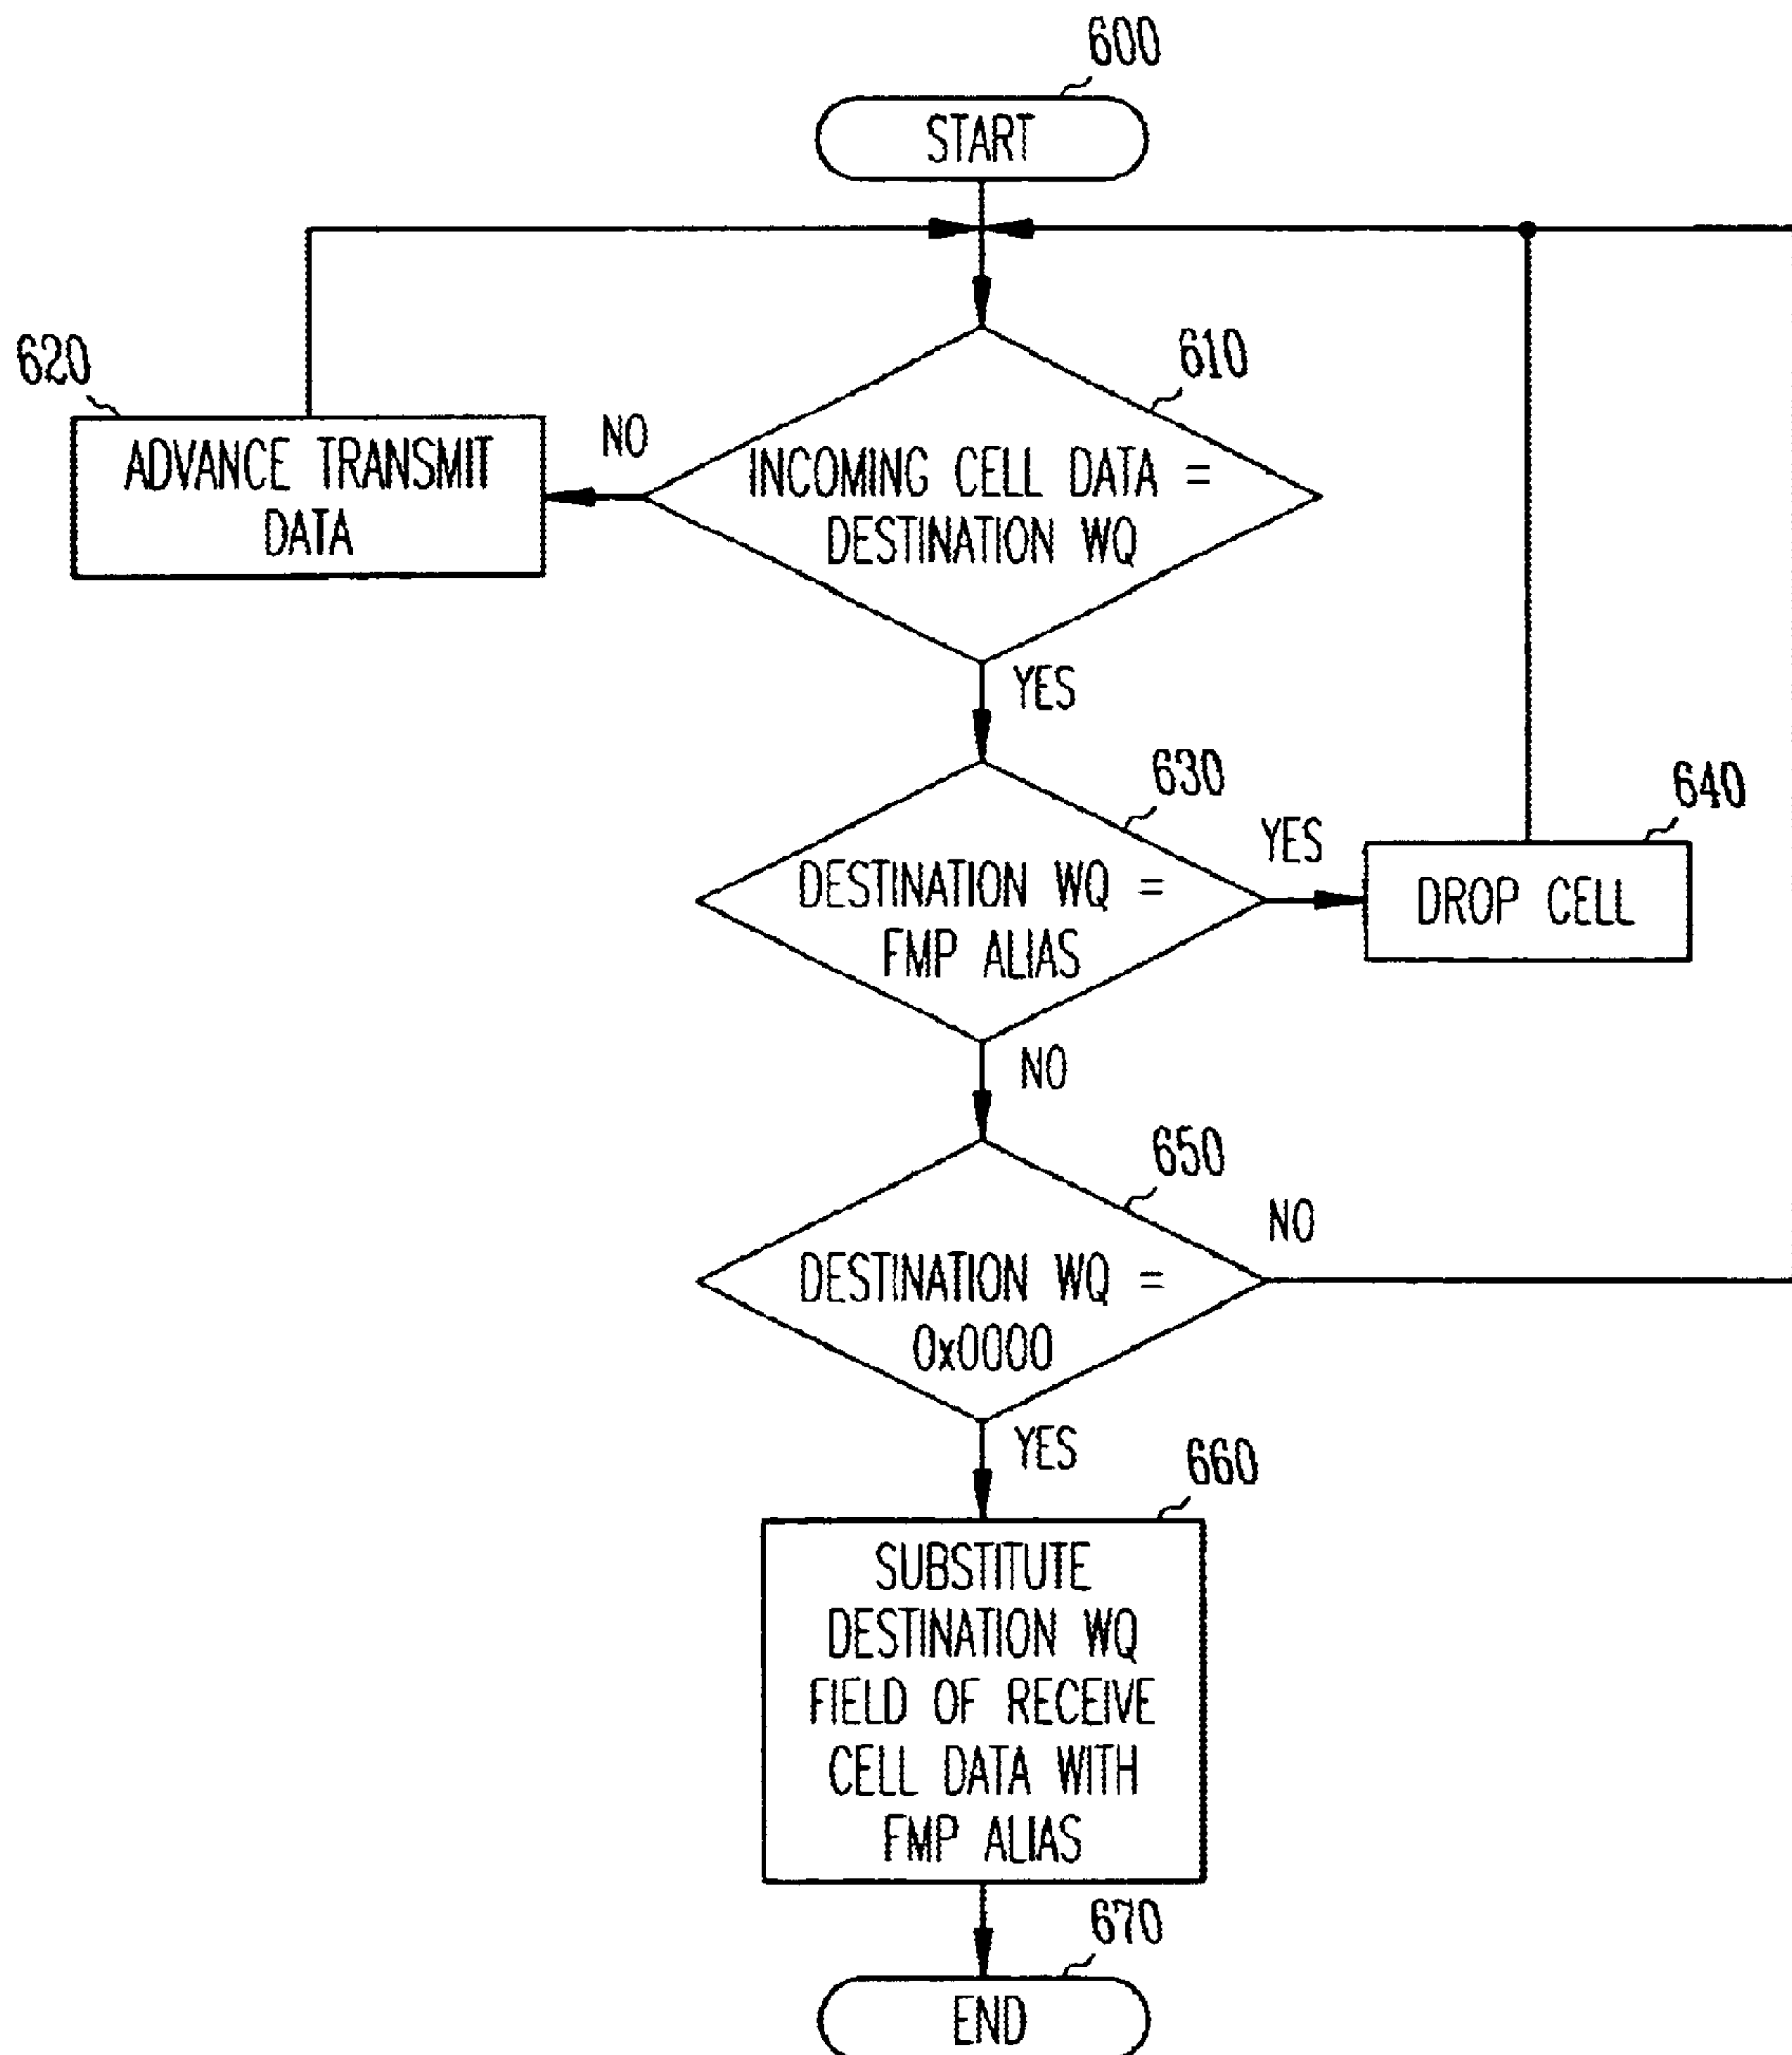 600
START
610
620
NO
ADVANCE TRANSMIT
DATA
INCOMING CELL DATA =
DESTINATION WQ
YES
630
640
YES
DESTINATION WQ =
FMP ALIAS
DROP CELL
NO
650
NO
DESTINATION WQ =
0x0000
YES
660
SUBSTITUTE
DESTINATION WQ
FIELD OF RECEIVE
CELL DATA WITH
FMP ALIAS
670
END